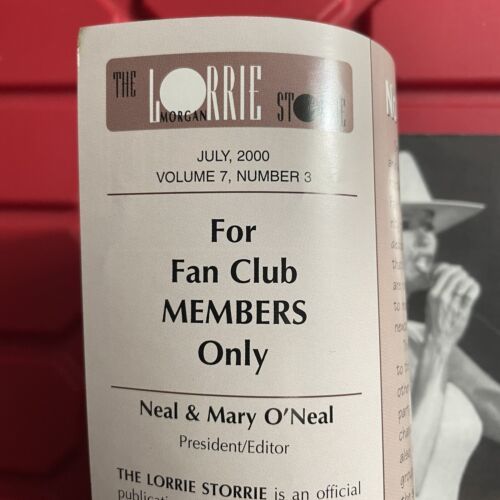 THE LORRIE STORIE
MORGAN
JULY, 2000
VOLUME 7, NUMBER 3
For
Fan Club
MEMBERS
Only
Neal & Mary O'Neal
President/Editor
THE LORRIE STORRIE is an official